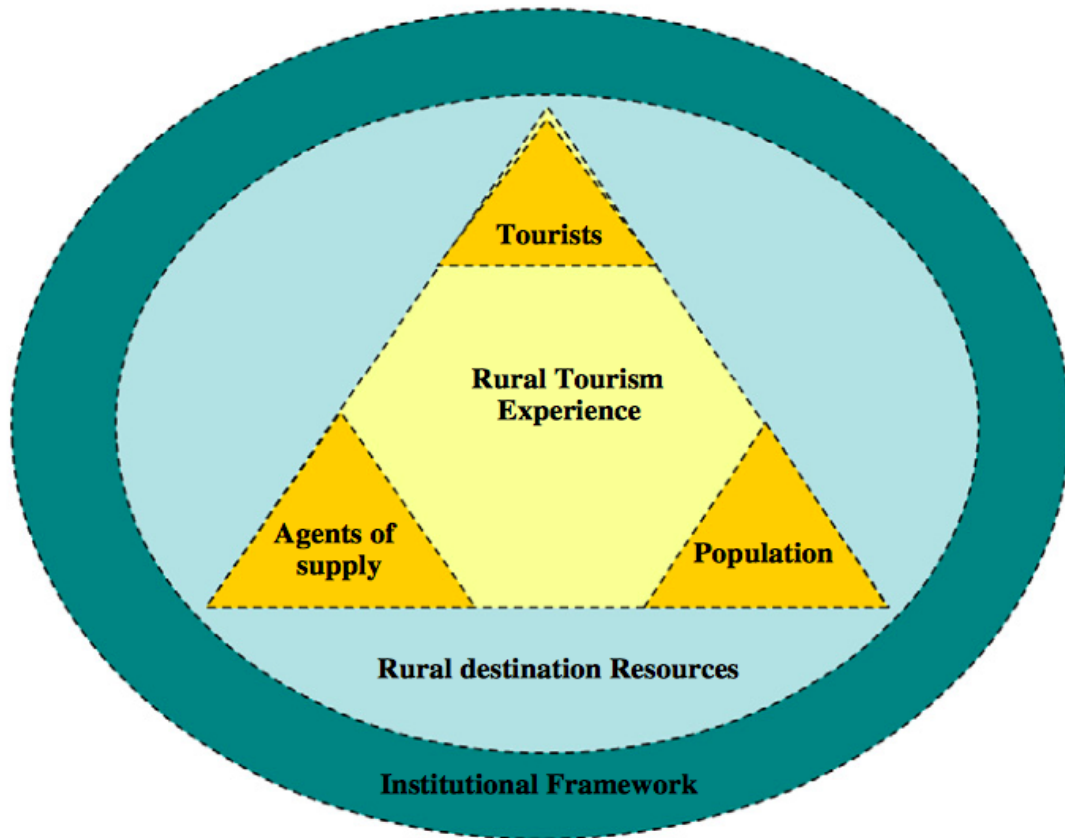 Tourists
Rural Tourism
Experience
Agents of
supply
Population
Rural destination Resources
Institutional Framework